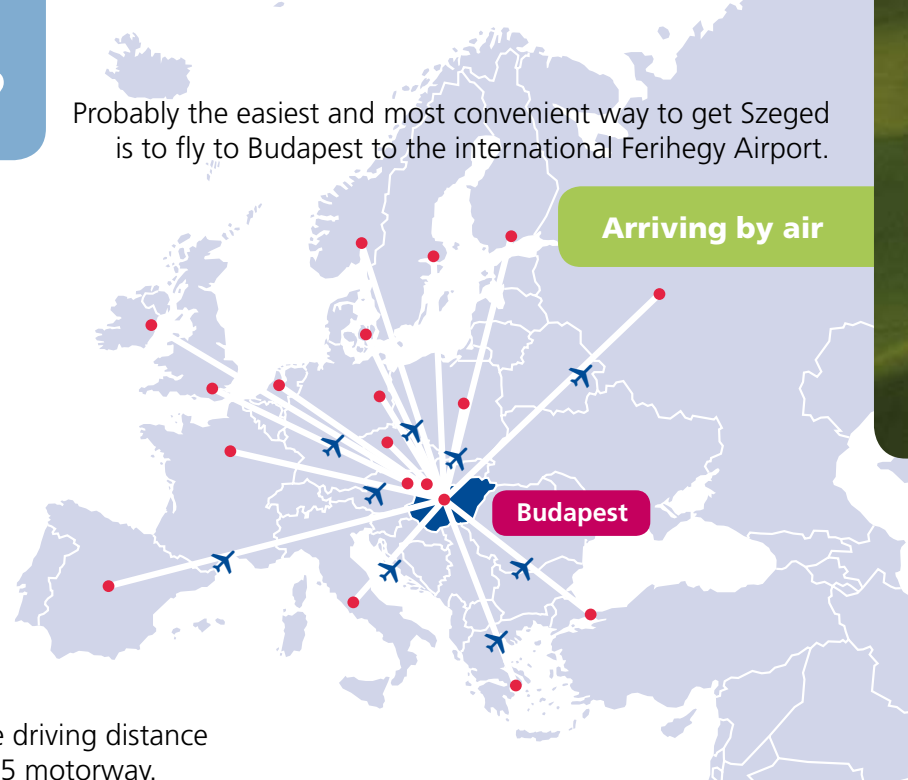 Probably the easiest and most convenient way to get Szeged
is to fly to Budapest to the international Ferihegy Airport.
Arriving by air
Budapest
driving distance
5 motorway.